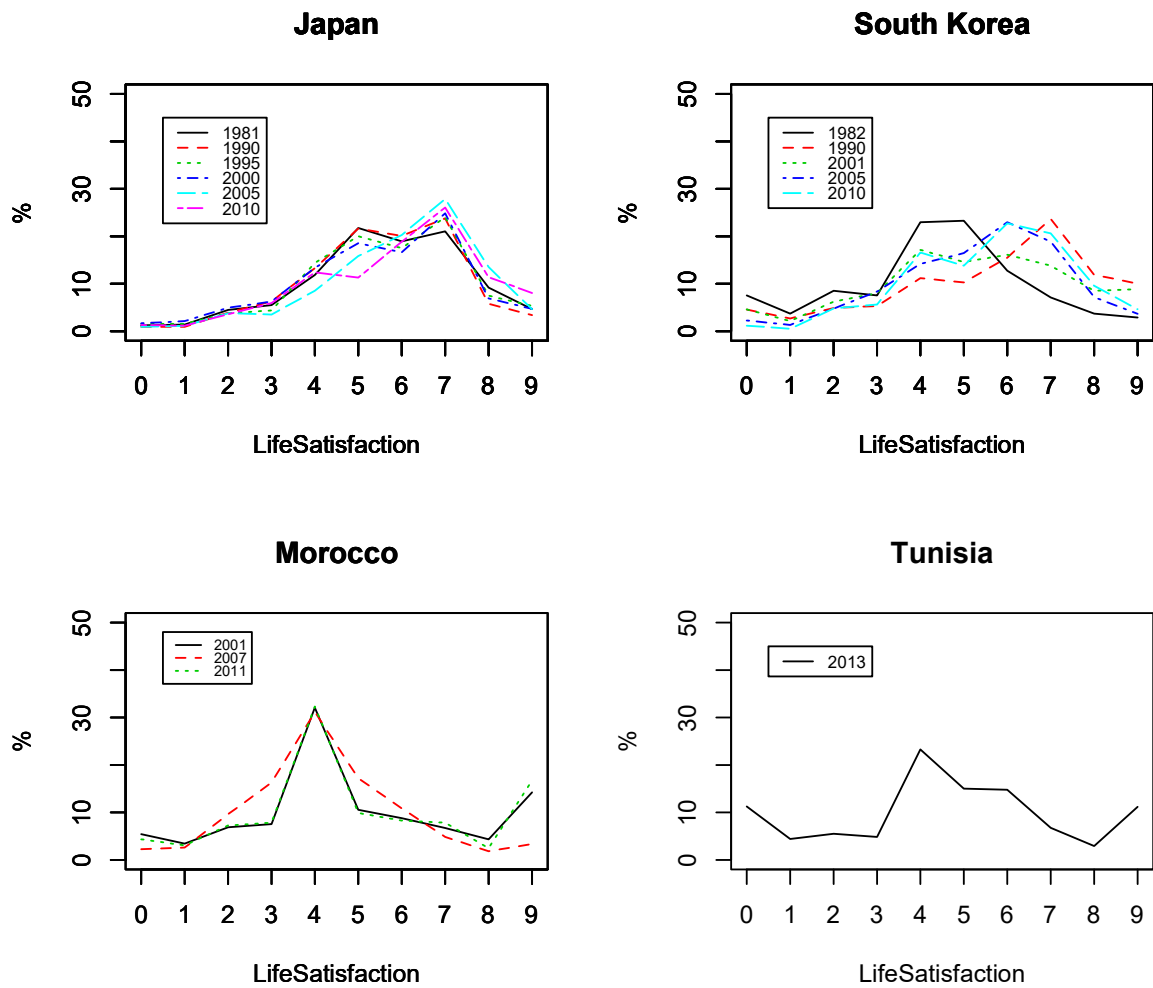 Japan
%
50
30
10
0
1981
1990
1995
2000
2005
2010
0 1 2 3 4 5 6 7 8 9
LifeSatisfaction
South Korea
%
50
30
10
0
1982
1990
2001
2005
2010
0 1 2 3 4 5 6 7 8 9
LifeSatisfaction
Morocco
%
50
30
10
0
2001
2007
2011
0 1 2 3 4 5 6 7 8 9
LifeSatisfaction
Tunisia
%
50
30
10
0
2013
0 1 2 3 4 5 6 7 8 9
LifeSatisfaction